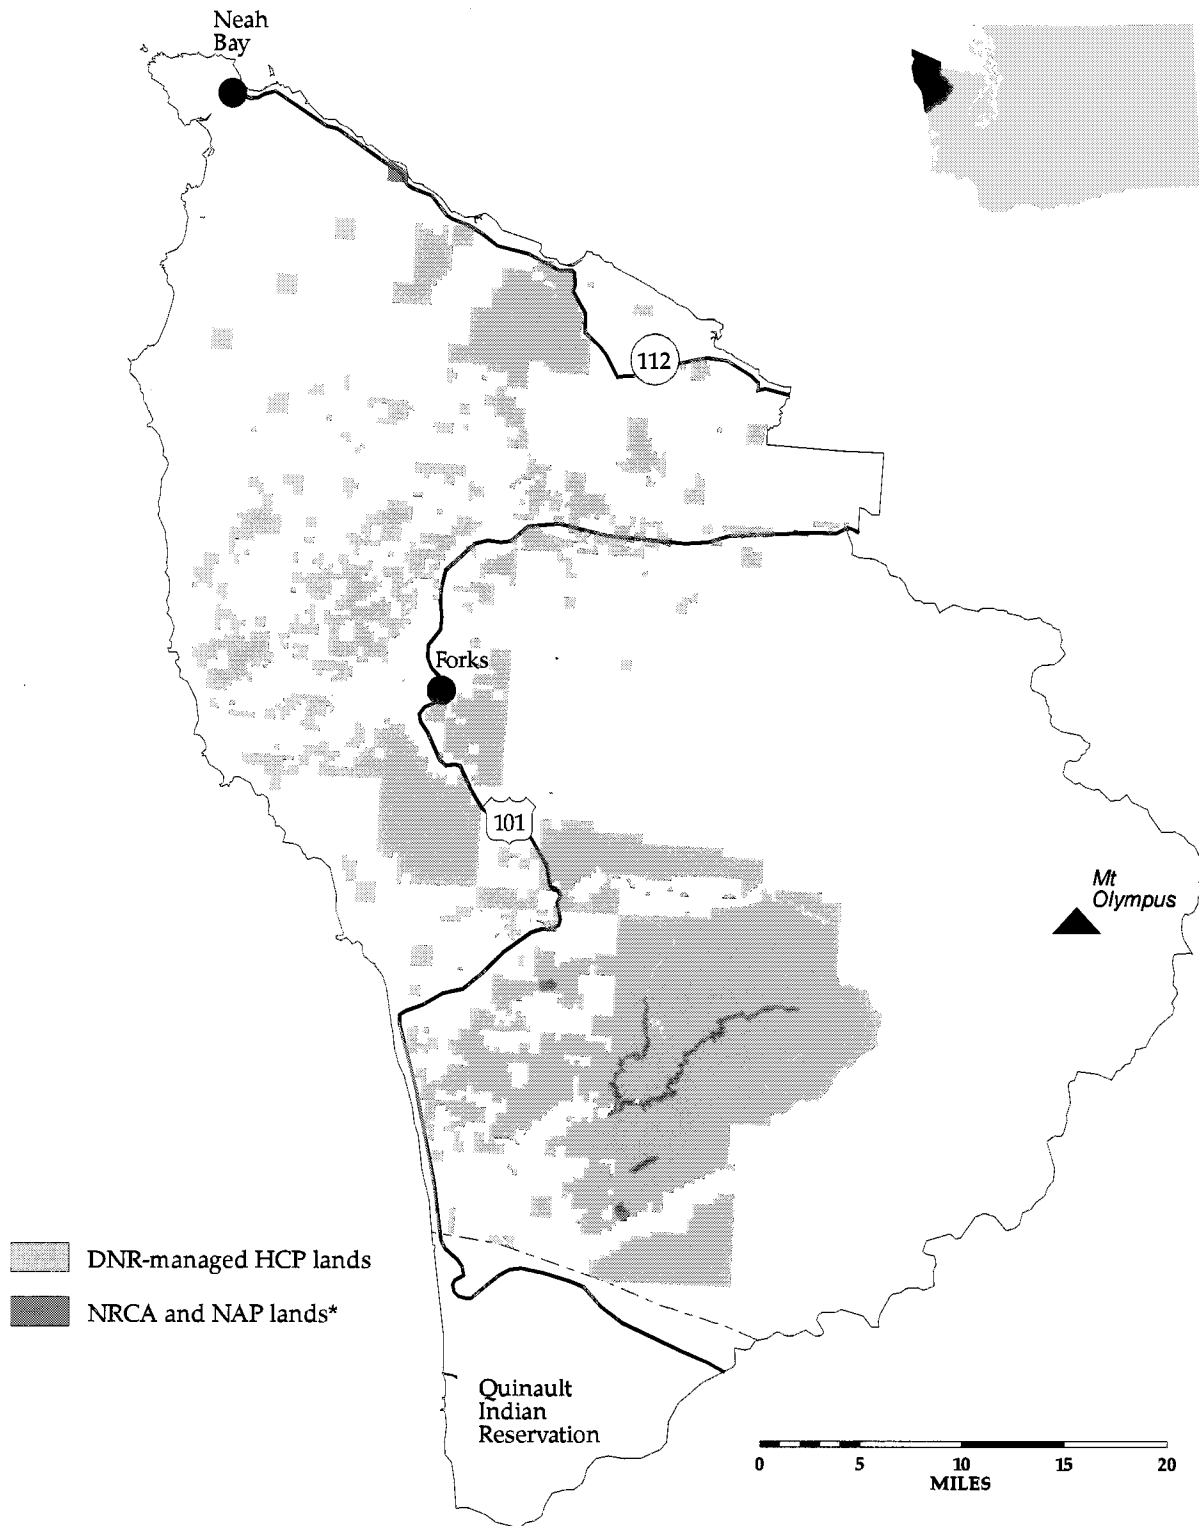 Neah
Bay
112
Forks
101
Mt
Olympus
DNR-managed HCP lands
NRCA and NAP lands*
Quinault
Indian
Reservation
0 5 10 15 20
MILES